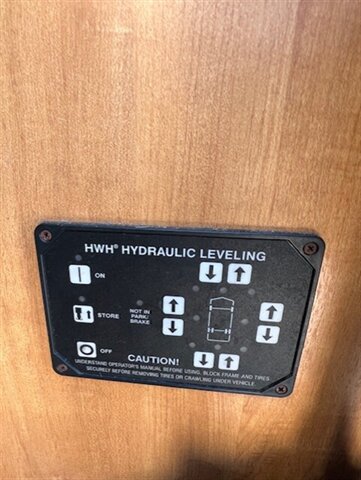 HWH® HYDRAULIC LEVELING
ON
STORE
NOT IN
PARK/
BRAKE
OFF
CAUTION!
UNDERSTAND OPERATOR'S MANUAL BEFORE USING. BLOCK FRAME AND TIRES
SECURELY BEFORE REMOVING TIRES OR CRAWLING UNDER VEHICLE.